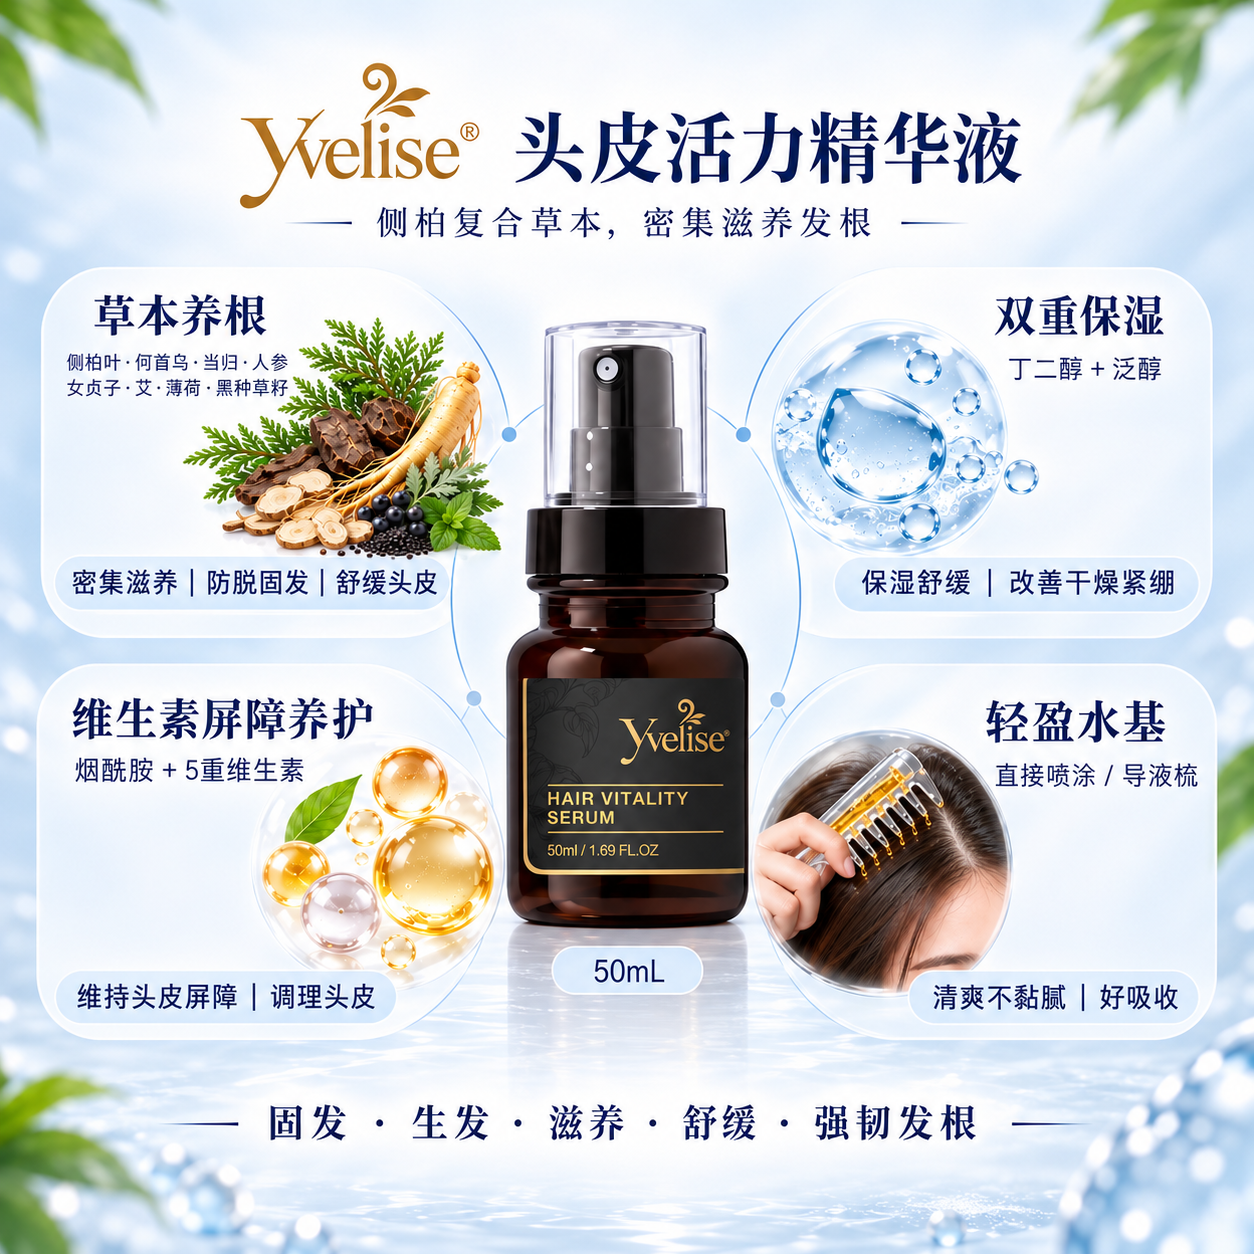 Yvelise® 头皮活力精华液
侧柏复合草本，密集滋养发根
草本养根
侧柏叶·何首乌·当归·人参
女贞子·艾·薄荷·黑种草籽
密集滋养 | 防脱固发 | 舒缓头皮
双重保湿
丁二醇 + 泛醇
保湿舒缓 | 改善干燥紧绷
维生素屏障养护
烟酰胺 + 5重维生素
维持头皮屏障 | 调理头皮
轻盈水基
直接喷涂 / 导液梳
清爽不黏腻 | 好吸收
Yvelise®
HAIR VITALITY
SERUM
50ml / 1.69 FL.OZ
50mL
固发 · 生发 · 滋养 · 舒缓 · 强韧发根